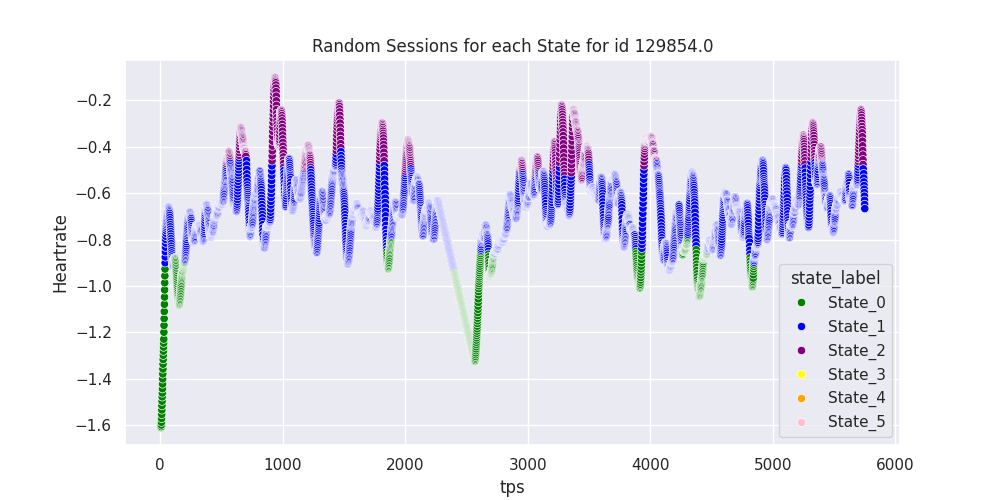 Random Sessions for each State for id 129854.0
Heartrate
−0.2
−0.4
−0.6
−0.8
−1.0
−1.2
−1.4
−1.6
state_label
State_0
State_1
State_2
State_3
State_4
State_5
0 1000 2000 3000 4000 5000 6000
tps